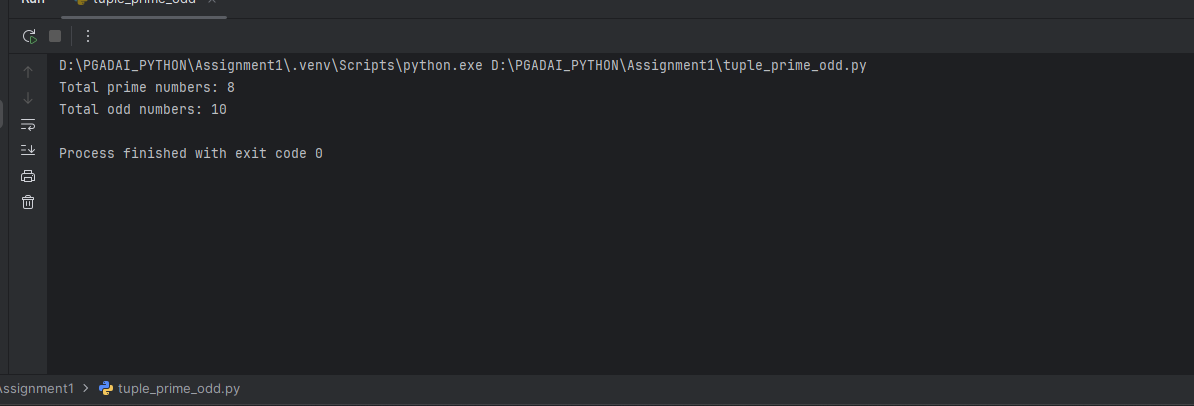 Run tuple_prime_odd
D:\PGADAI_PYTHON\Assignment1\.venv\Scripts\python.exe D:\PGADAI_PYTHON\Assignment1\tuple_prime_odd.py
Total prime numbers: 8
Total odd numbers: 10
Process finished with exit code 0
Assignment1 > tuple_prime_odd.py